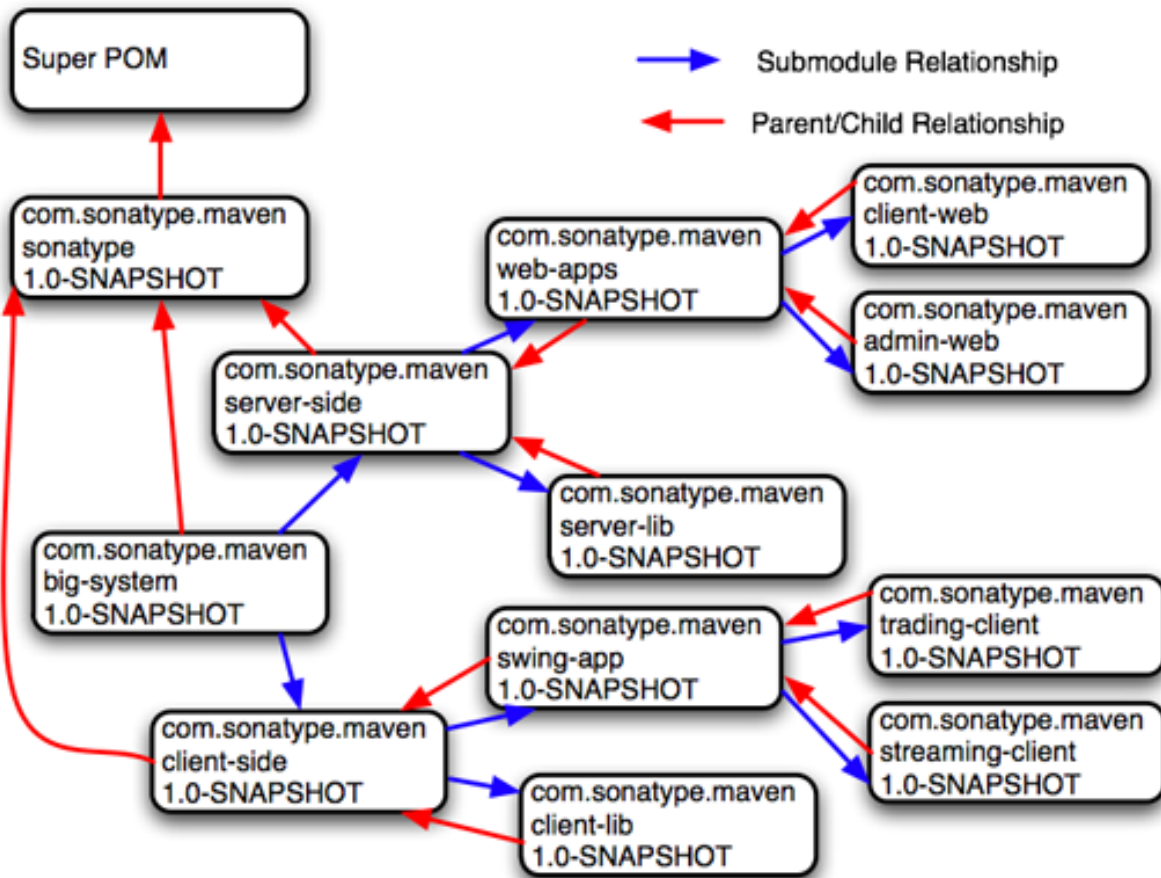 Super POM
Submodule Relationship
Parent/Child Relationship
com.sonatype.maven
sonatype
1.0-SNAPSHOT
com.sonatype.maven
web-apps
1.0-SNAPSHOT
com.sonatype.maven
client-web
1.0-SNAPSHOT
com.sonatype.maven
admin-web
1.0-SNAPSHOT
com.sonatype.maven
server-side
1.0-SNAPSHOT
com.sonatype.maven
server-lib
1.0-SNAPSHOT
com.sonatype.maven
big-system
1.0-SNAPSHOT
com.sonatype.maven
swing-app
1.0-SNAPSHOT
com.sonatype.maven
trading-client
1.0-SNAPSHOT
com.sonatype.maven
streaming-client
1.0-SNAPSHOT
com.sonatype.maven
client-side
1.0-SNAPSHOT
com.sonatype.maven
client-lib
1.0-SNAPSHOT